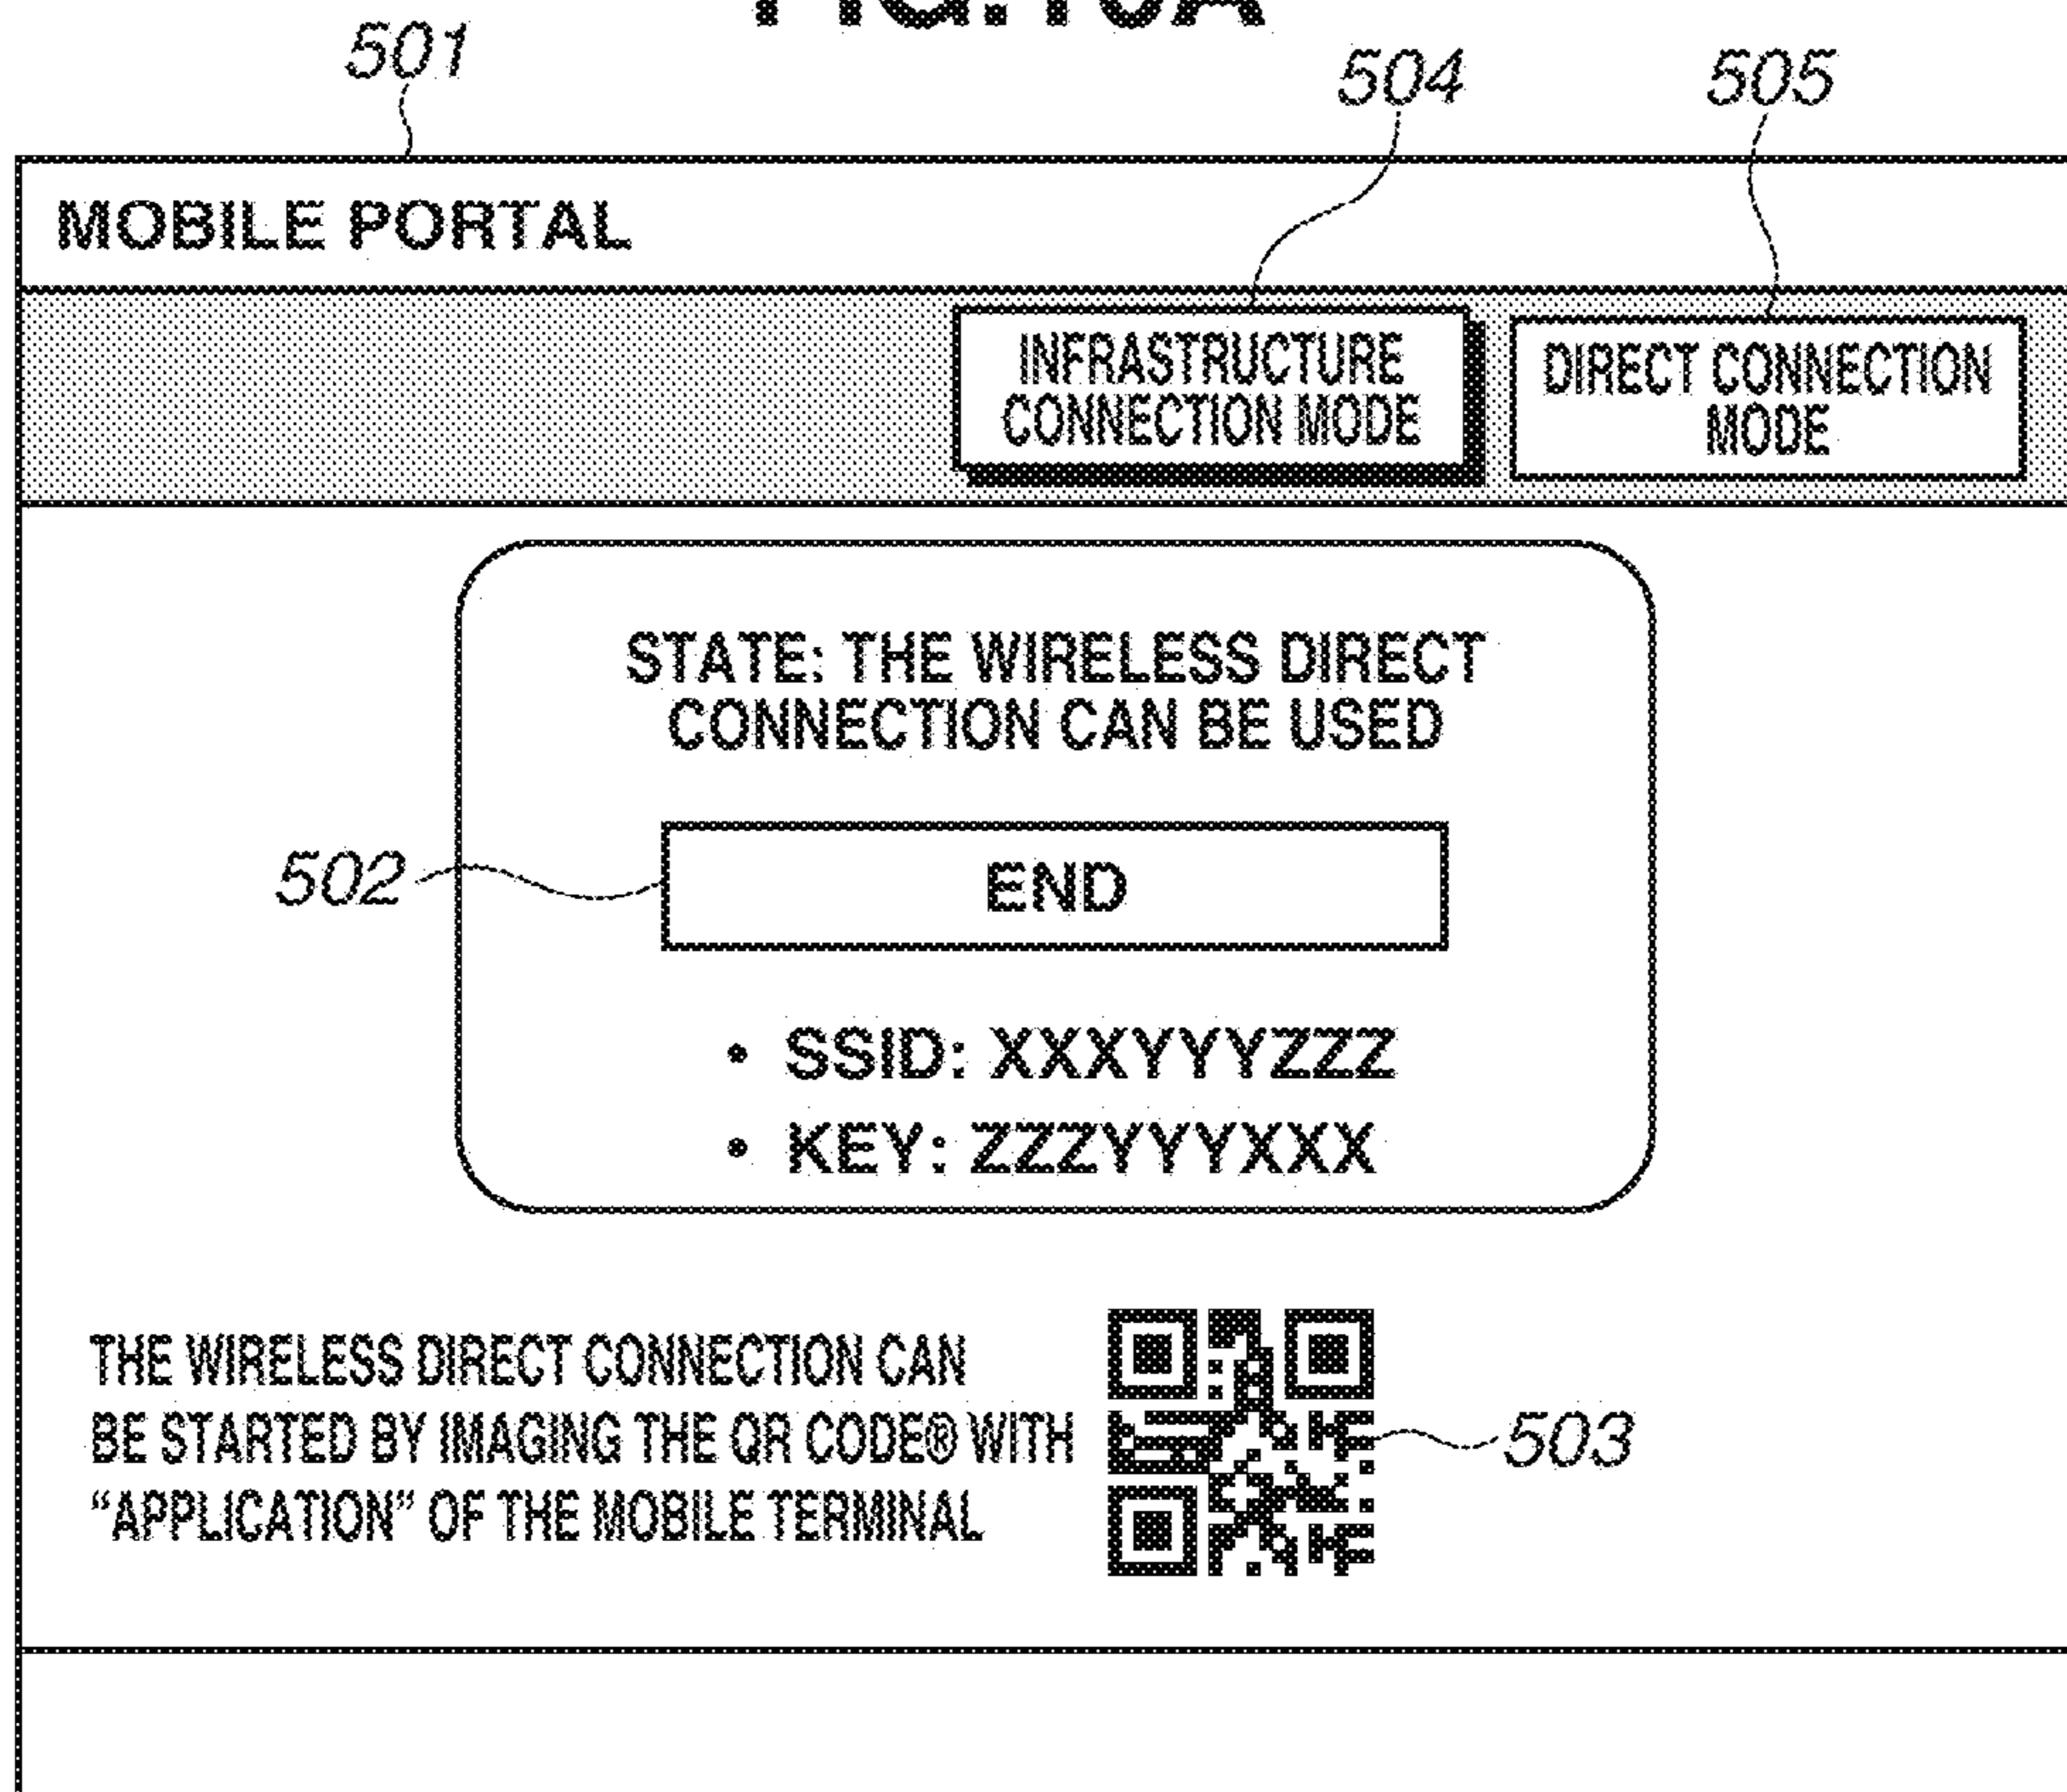 FIG.10A
501
504
505
MOBILE PORTAL
INFRASTRUCTURE
CONNECTION MODE
DIRECT CONNECTION
MODE
STATE: THE WIRELESS DIRECT
CONNECTION CAN BE USED
502
END
• SSID: XXXYYYZZZ
• KEY: ZZZYYYXXX
THE WIRELESS DIRECT CONNECTION CAN
BE STARTED BY IMAGING THE QR CODE® WITH
“APPLICATION” OF THE MOBILE TERMINAL
503